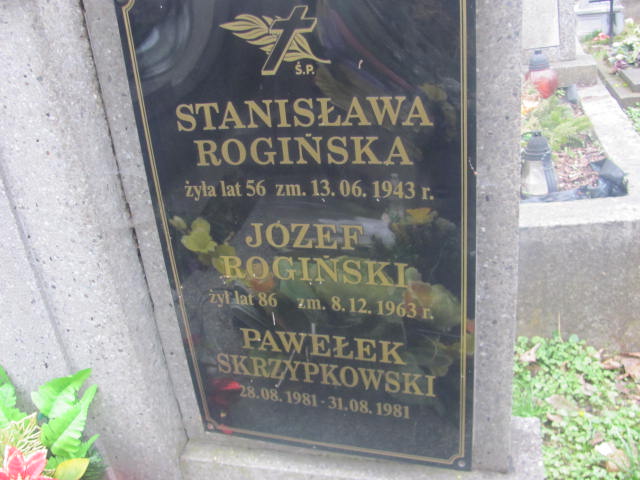 Ś.P.
STANISŁAWA
ROGIŃSKA
żyła lat 56 zm. 13.06.1943 r.
JÓZEF
ROGIŃSKI
żył lat 86 zm. 8.12.1963 r.
PAWEŁEK
SKRZYPKOWSKI
28.08.1981 - 31.08.1981